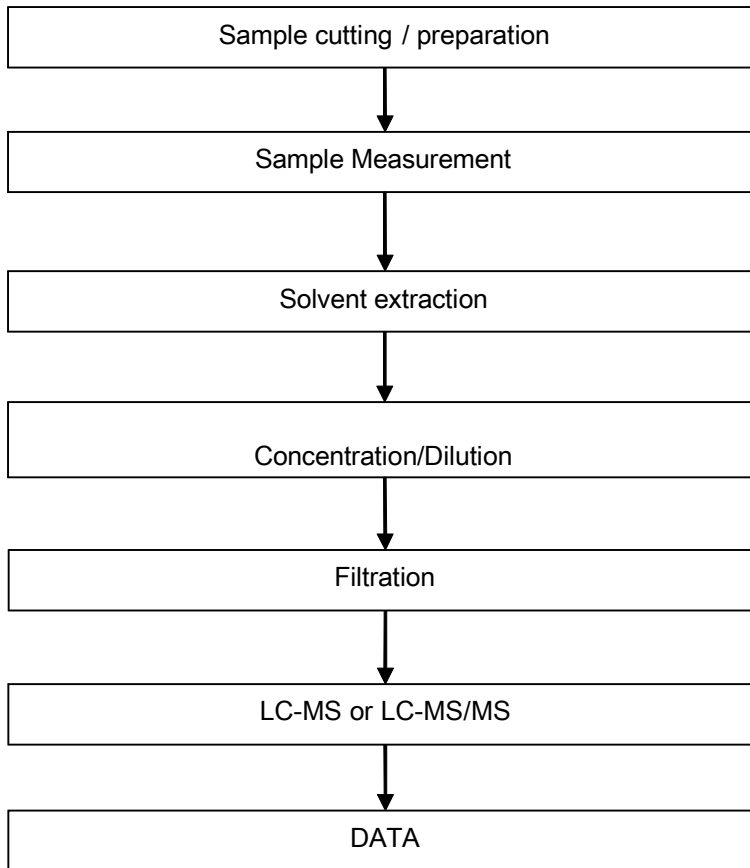 Sample cutting / preparation
Sample Measurement
Solvent extraction
Concentration/Dilution
Filtration
LC-MS or LC-MS/MS
DATA